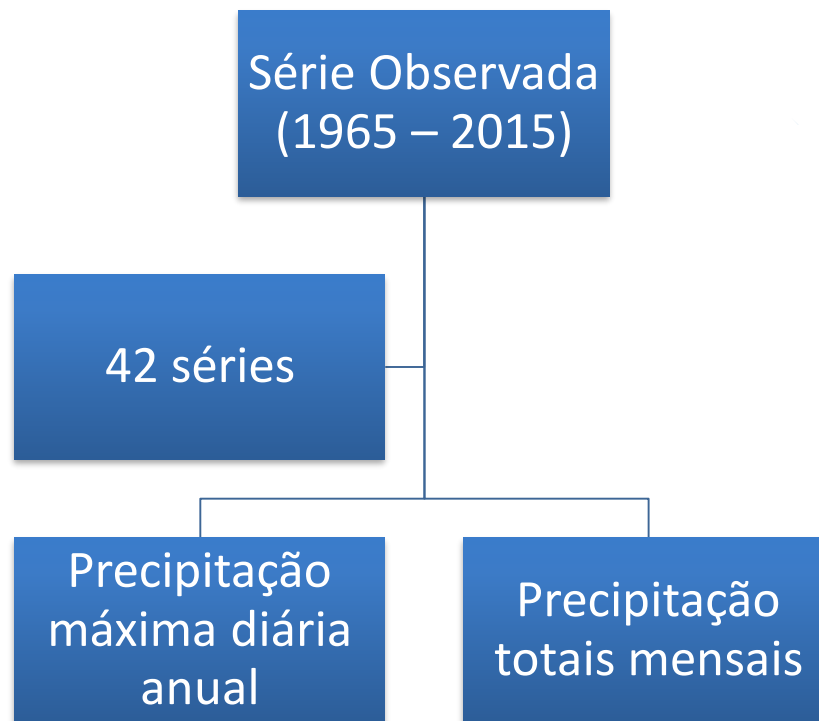 Série Observada
(1965 – 2015)
42 séries
Precipitação
máxima diária
anual
Precipitação
totais mensais